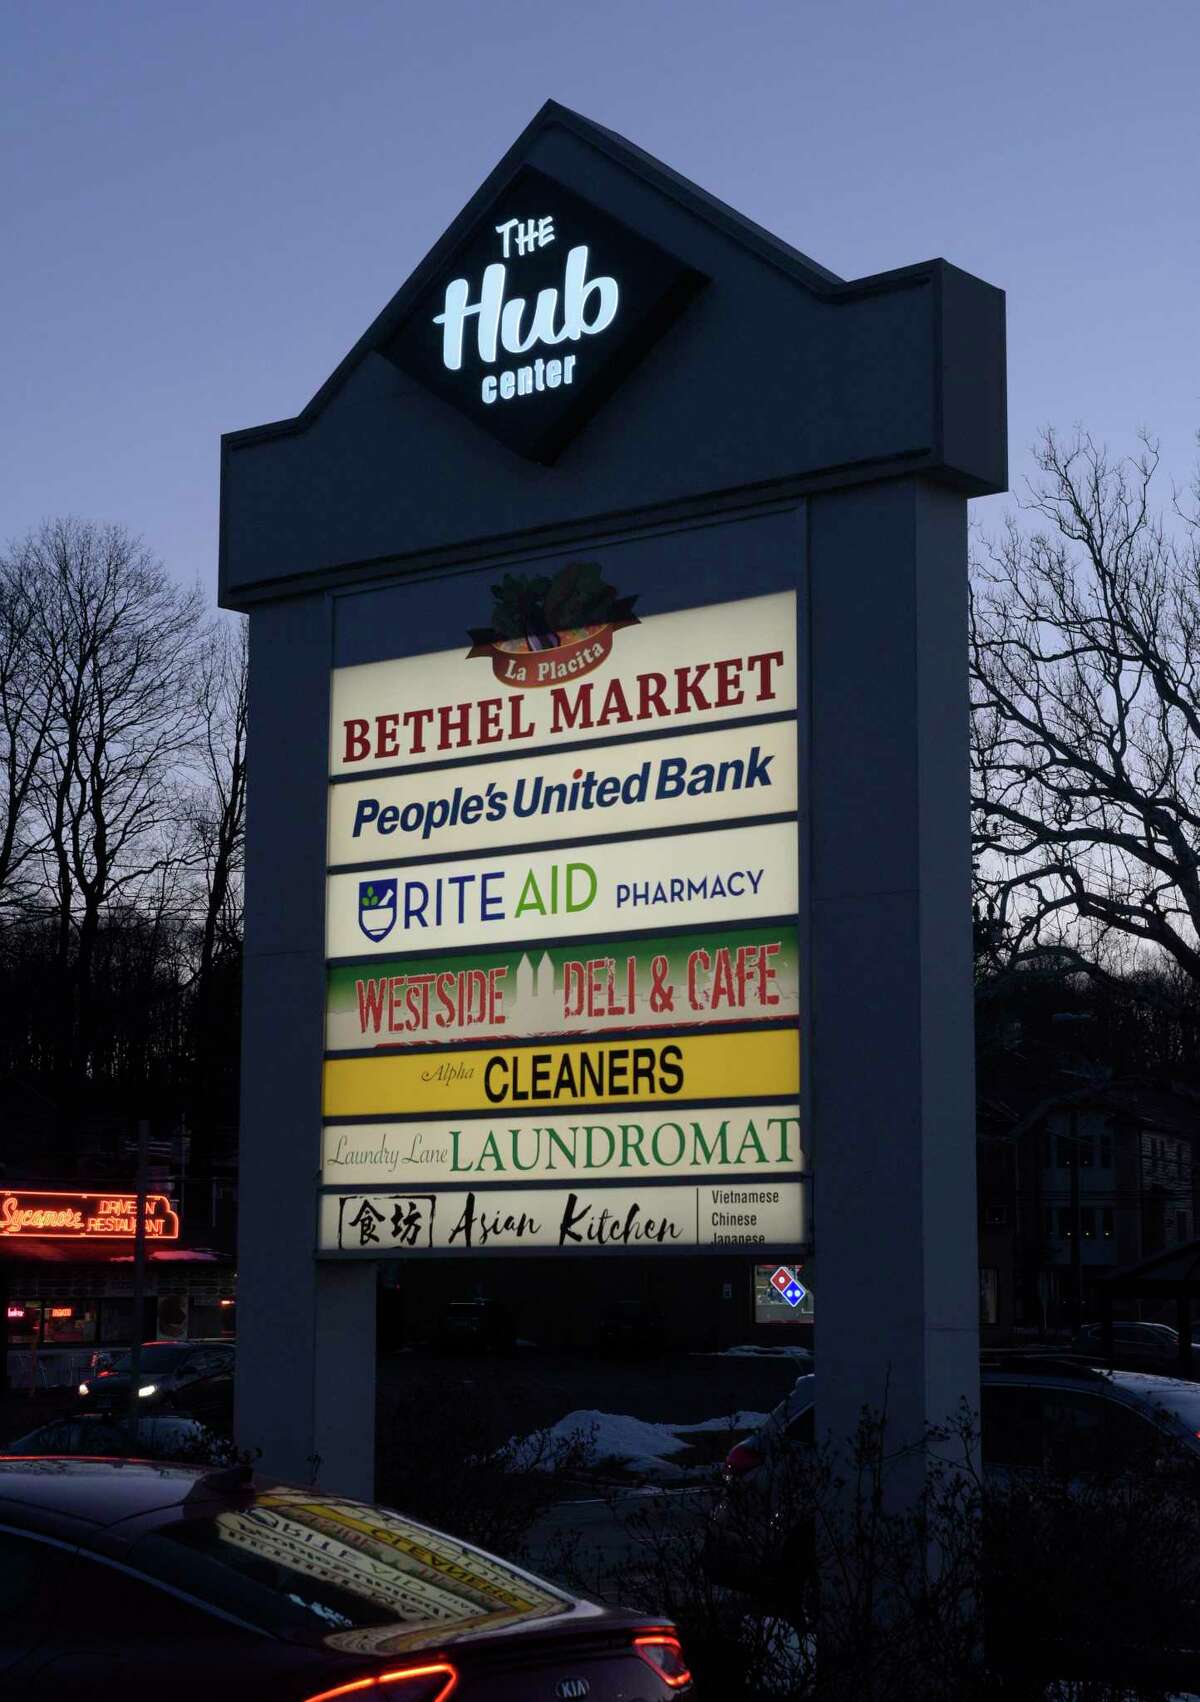 THE
Hub
center
La Placita
BETHEL MARKET
People's United Bank
RITE AID PHARMACY
WESTSIDE DELI & CAFE
Alpha CLEANERS
Laundry Lane LAUNDROMAT
食坊 Asian Kitchen
Vietnamese
Chinese
Japanese
Sycamore DRIVE IN
RESTAURANT
KIA